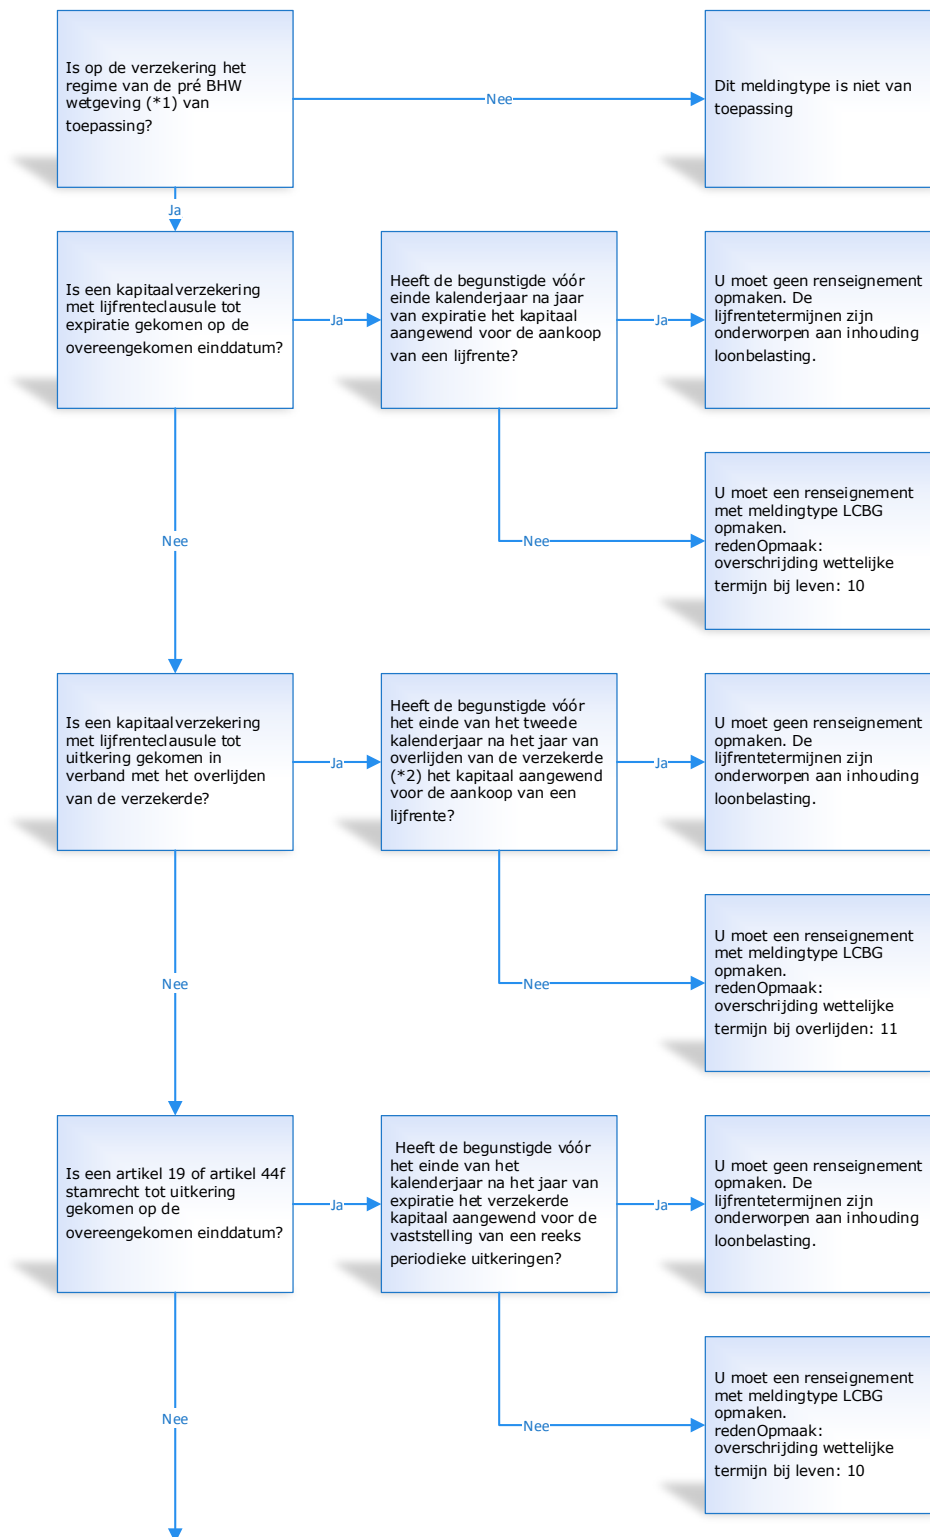 Is op de verzekering het
regime van de pré BHW
wetgeving (*1) van
toepassing?
Nee
Dit meldingtype is niet van
toepassing
Ja
Is een kapitaalverzekering
met lijfrenteclausule tot
expiratie gekomen op de
overeengekomen einddatum?
Ja
Heeft de begunstigde vóór
einde kalenderjaar na jaar
van expiratie het kapitaal
aangewend voor de aankoop
van een lijfrente?
Ja
U moet geen renseignement
opmaken. De
lijfrentetermijnen zijn
onderworpen aan inhouding
loonbelasting.
Nee
U moet een renseignement
met meldingtype LCBG
opmaken.
redenOpmaak:
overschrijding wettelijke
termijn bij leven: 10
Nee
Is een kapitaalverzekering
met lijfrenteclausule tot
uitkering gekomen in
verband met het overlijden
van de verzekerde?
Ja
Heeft de begunstigde vóór
het einde van het tweede
kalenderjaar na het jaar van
overlijden van de verzekerde
(*2) het kapitaal aangewend
voor de aankoop van een
lijfrente?
Ja
U moet geen renseignement
opmaken. De
lijfrentetermijnen zijn
onderworpen aan inhouding
loonbelasting.
Nee
U moet een renseignement
met meldingtype LCBG
opmaken.
redenOpmaak:
overschrijding wettelijke
termijn bij overlijden: 11
Nee
Is een artikel 19 of artikel 44f
stamrecht tot uitkering
gekomen op de
overeengekomen einddatum?
Ja
Heeft de begunstigde vóór
het einde van het
kalenderjaar na het jaar van
expiratie het verzekerde
kapitaal aangewend voor de
vaststelling van een reeks
periodieke uitkeringen?
Ja
U moet geen renseignement
opmaken. De
lijfrentetermijnen zijn
onderworpen aan inhouding
loonbelasting.
Nee
U moet een renseignement
met meldingtype LCBG
opmaken.
redenOpmaak:
overschrijding wettelijke
termijn bij leven: 10
Nee